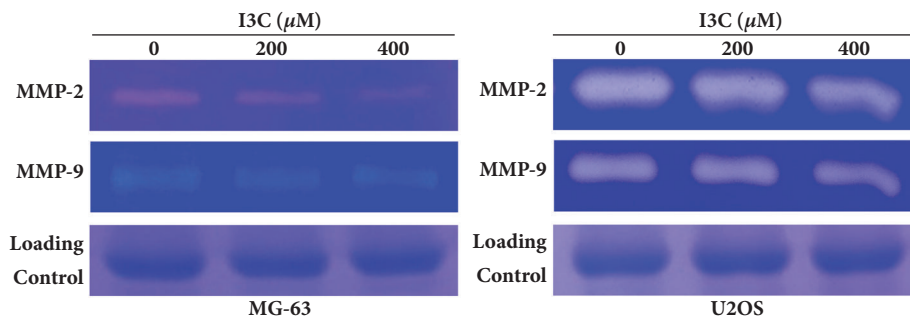 I3C (μM)
0 200 400
MMP-2
MMP-9
Loading
Control
MG-63
I3C (μM)
0 200 400
MMP-2
MMP-9
Loading
Control
U2OS